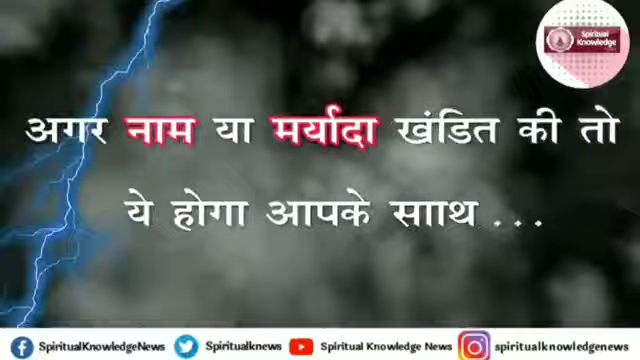 Spiritual
Knowledge
अगर नाम या मर्यादा खंडित की तो
ये होगा आपके सााथ . . .
SpiritualKnowledgeNews Spiritualknews Spiritual Knowledge News spiritualknowledgenews